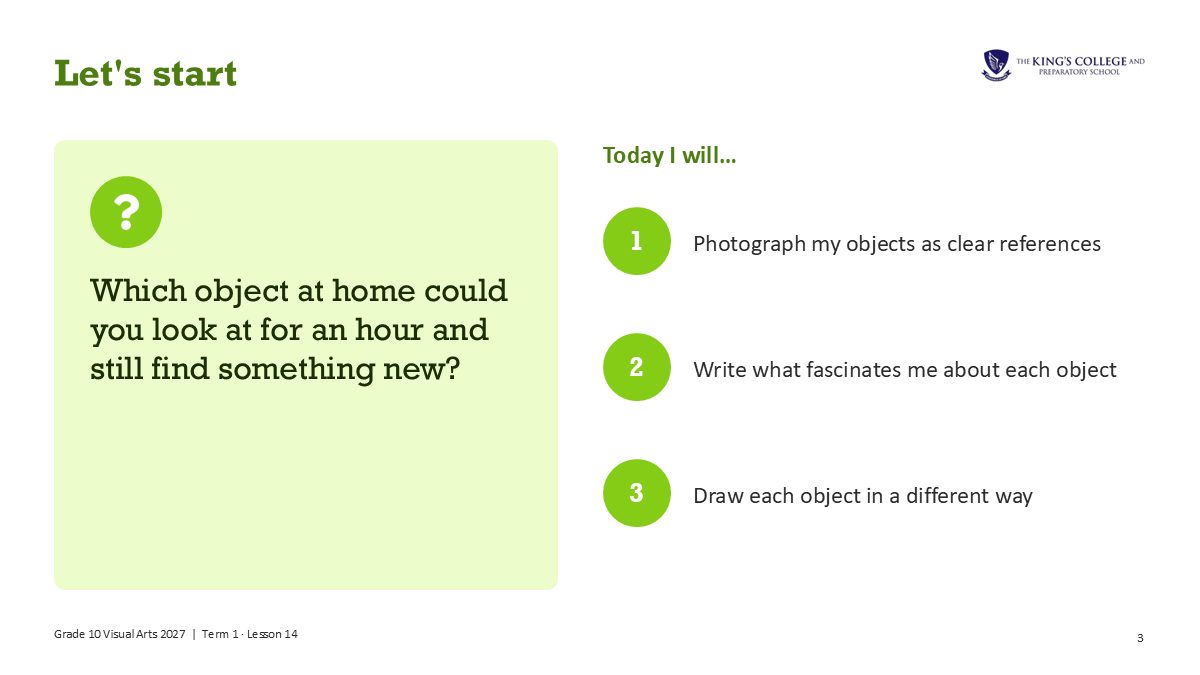 Let's start
THE KING'S COLLEGE AND
PREPARATORY SCHOOL
?
Which object at home could
you look at for an hour and
still find something new?
Today I will...
1
Photograph my objects as clear references
2
Write what fascinates me about each object
3
Draw each object in a different way
Grade 10 Visual Arts 2027 | Term 1 · Lesson 14
3